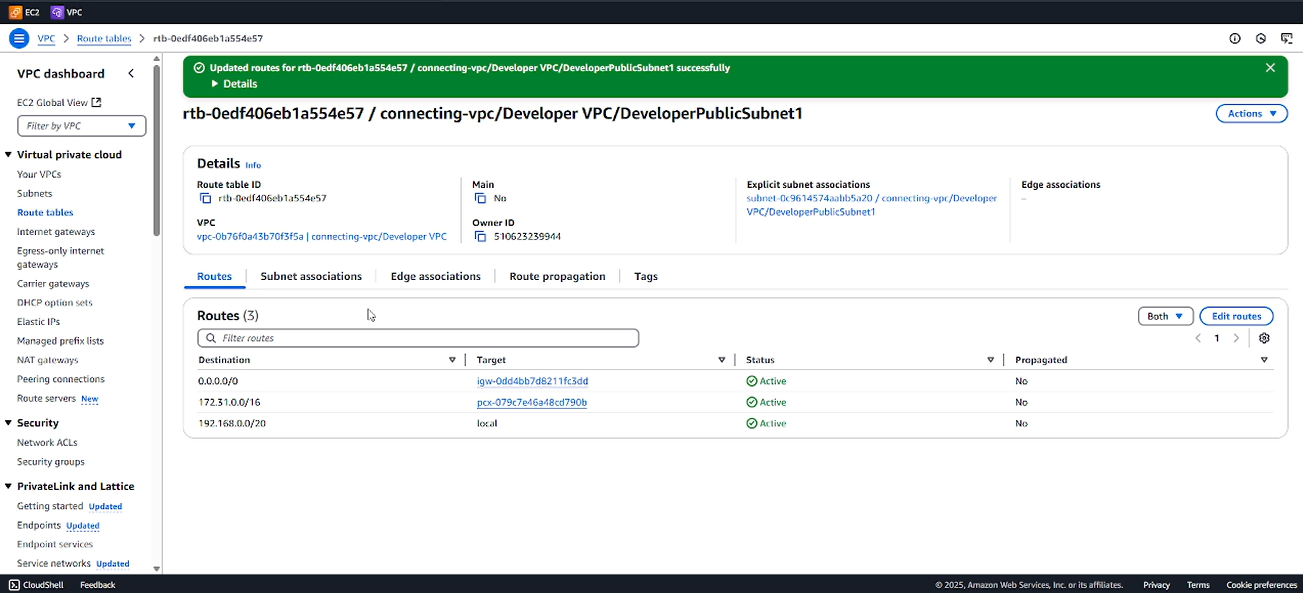 EC2 VPC
VPC > Route tables > rtb-0edf406eb1a554e57
VPC dashboard
EC2 Global View
Filter by VPC
Virtual private cloud
Your VPCs
Subnets
Route tables
Internet gateways
Egress-only internet
gateways
Carrier gateways
DHCP option sets
Elastic IPs
Managed prefix lists
NAT gateways
Peering connections
Route servers New
Security
Network ACLs
Security groups
PrivateLink and Lattice
Getting started Updated
Endpoints Updated
Endpoint services
Service networks Updated
Updated routes for rtb-0edf406eb1a554e57 / connecting-vpc/Developer VPC/DeveloperPublicSubnet1 successfully
Details
rtb-0edf406eb1a554e57 / connecting-vpc/Developer VPC/DeveloperPublicSubnet1
Actions
Details Info
Route table ID
rtb-0edf406eb1a554e57
VPC
vpc-0b76f0a43b70f3f5a | connecting-vpc/Developer VPC
Main
No
Owner ID
510623239944
Explicit subnet associations
subnet-0c9614574aabb5a20 / connecting-vpc/Developer
VPC/DeveloperPublicSubnet1
Edge associations
–
Routes Subnet associations Edge associations Route propagation Tags
Routes (3)
Both Edit routes
Filter routes
1
Destination Target Status Propagated
0.0.0.0/0 igw-0dd4bb7d8211fc3dd Active No
172.31.0.0/16 pcx-079c7e46a48cd790b Active No
192.168.0.0/20 local Active No
CloudShell Feedback © 2025, Amazon Web Services, Inc. or its affiliates. Privacy Terms Cookie preferences